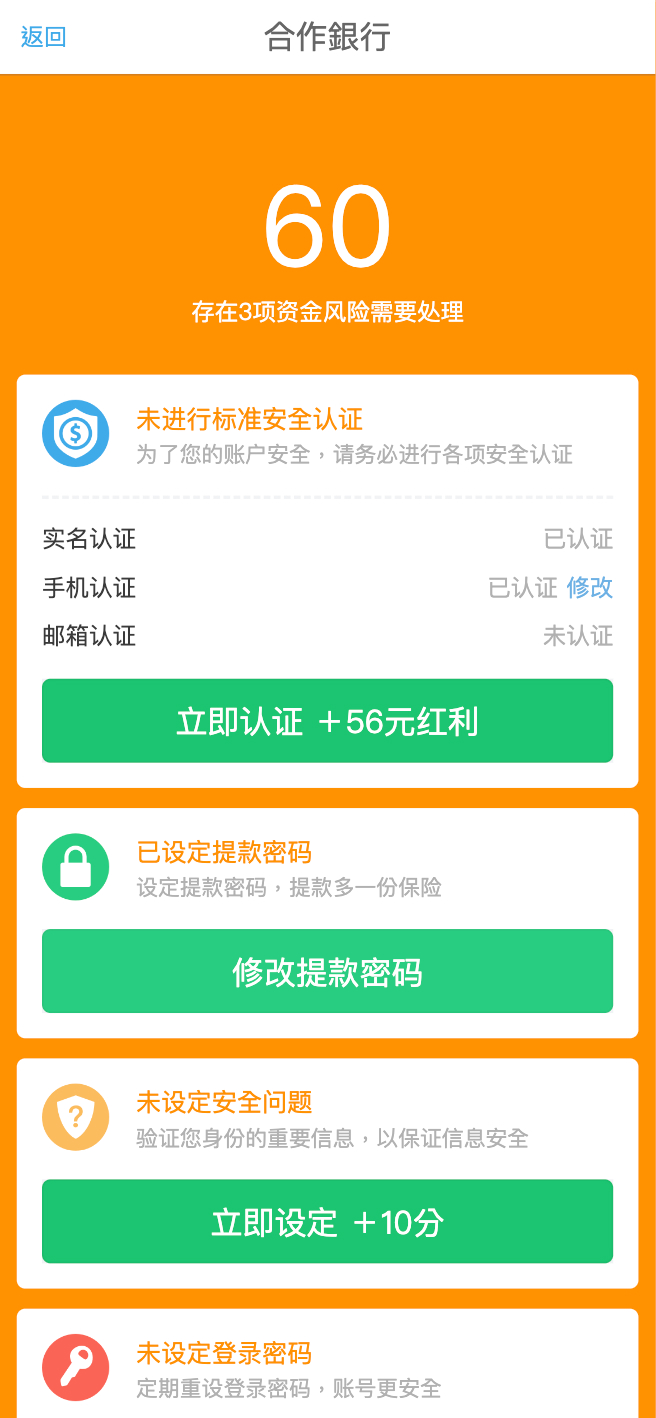 返回
合作銀行
60
存在3项资金风险需要处理
未进行标准安全认证
为了您的账户安全，请务必进行各项安全认证
实名认证 已认证
手机认证 已认证 修改
邮箱认证 未认证
立即认证 ＋56元红利
已设定提款密码
设定提款密码，提款多一份保险
修改提款密码
未设定安全问题
验证您身份的重要信息，以保证信息安全
立即设定 ＋10分
未设定登录密码
定期重设登录密码，账号更安全